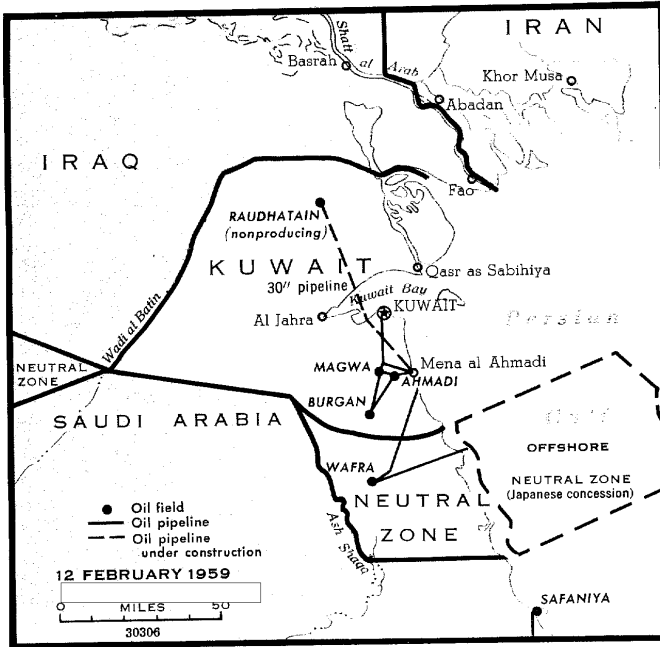 IRAN
Shatt al Arab
Basrah
Khor Musa
Abadan
IRAQ
Fao
RAUDHATAIN
(nonproducing)
KUWAIT
Qasr as Sabihiya
30" pipeline
Kuwait Bay
Al Jahra
KUWAIT
Persian
Gulf
Wadi al Batin
NEUTRAL
ZONE
MAGWA
Mena al Ahmadi
AHMADI
BURGAN
SAUDI ARABIA
OFFSHORE
NEUTRAL ZONE
(Japanese concession)
WAFRA
NEUTRAL
ZONE
Ash Shaqq
Oil field
Oil pipeline
Oil pipeline
under construction
12 FEBRUARY 1959
0 MILES 50
30306
SAFANIYA